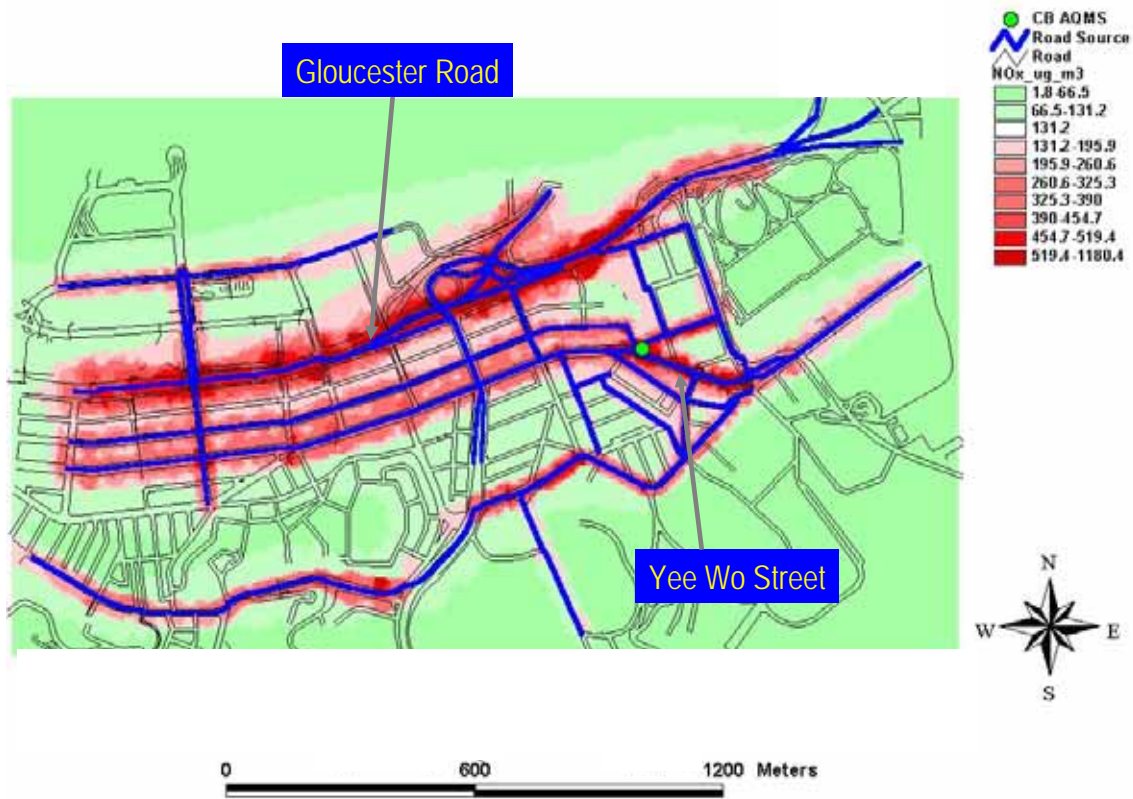 Gloucester Road
CB AQMS
Road Source
Road
NOx_ug_m3
1.8-66.5
66.5-131.2
131.2
131.2-195.9
195.9-260.6
260.6-325.3
325.3-390
390-454.7
454.7-519.4
519.4-1180.4
Yee Wo Street
N
W E
S
0 600 1200 Meters